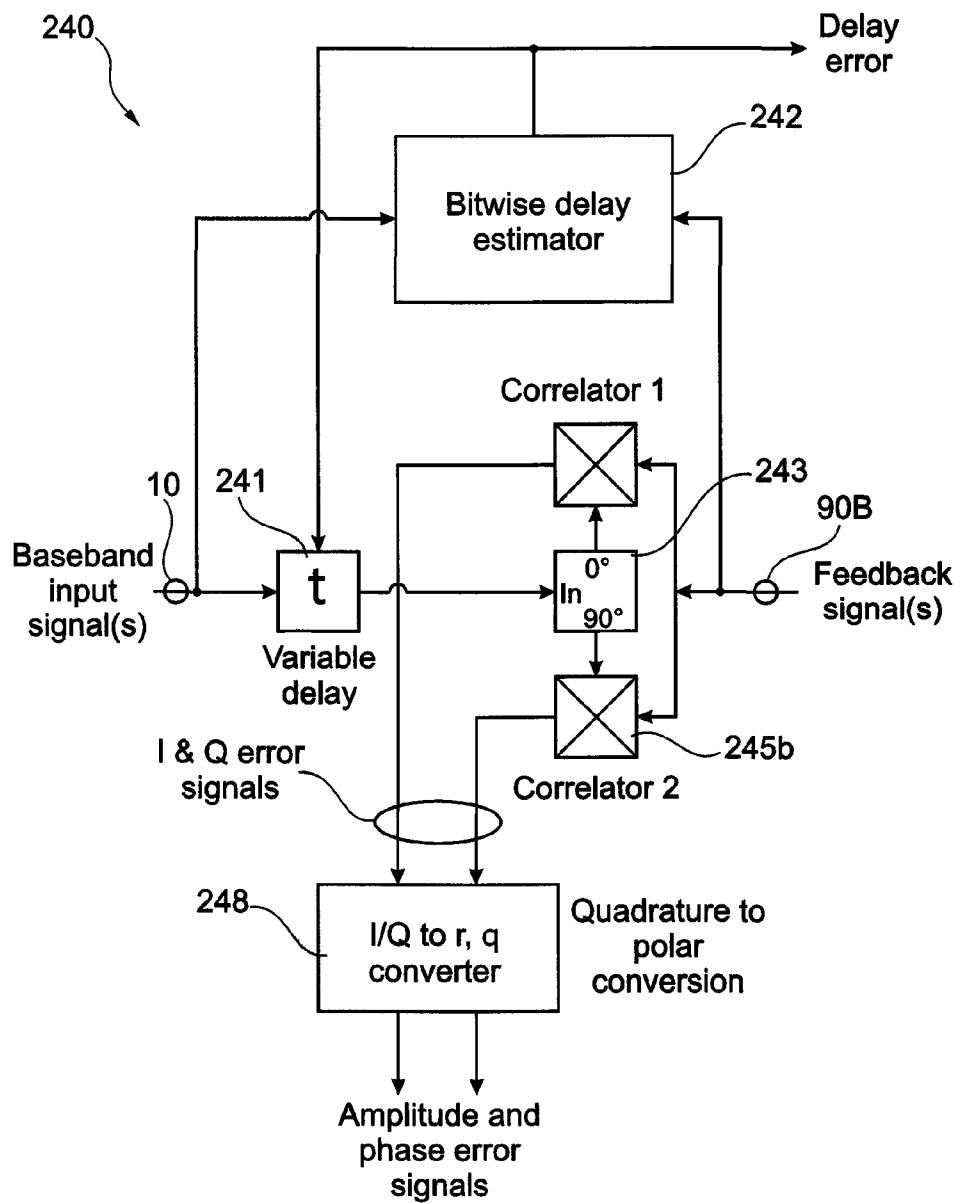 240
Delay
error
242
Bitwise delay
estimator
Correlator 1
243
10
241
90B
Baseband
input
signal(s)
t
In
0°
90°
Feedback
signal(s)
Variable
delay
245b
I & Q error
signals
Correlator 2
248
I/Q to r, q
converter
Quadrature to
polar
conversion
Amplitude and
phase error
signals